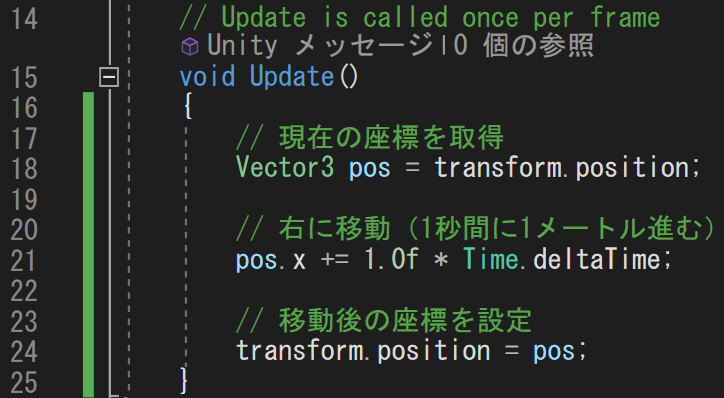 14 // Update is called once per frame
Unity メッセージ|0 個の参照
15 void Update()
16 {
17 // 現在の座標を取得
18 Vector3 pos = transform.position;
19
20 // 右に移動（1秒間に1メートル進む）
21 pos.x += 1.0f * Time.deltaTime;
22
23 // 移動後の座標を設定
24 transform.position = pos;
25 }